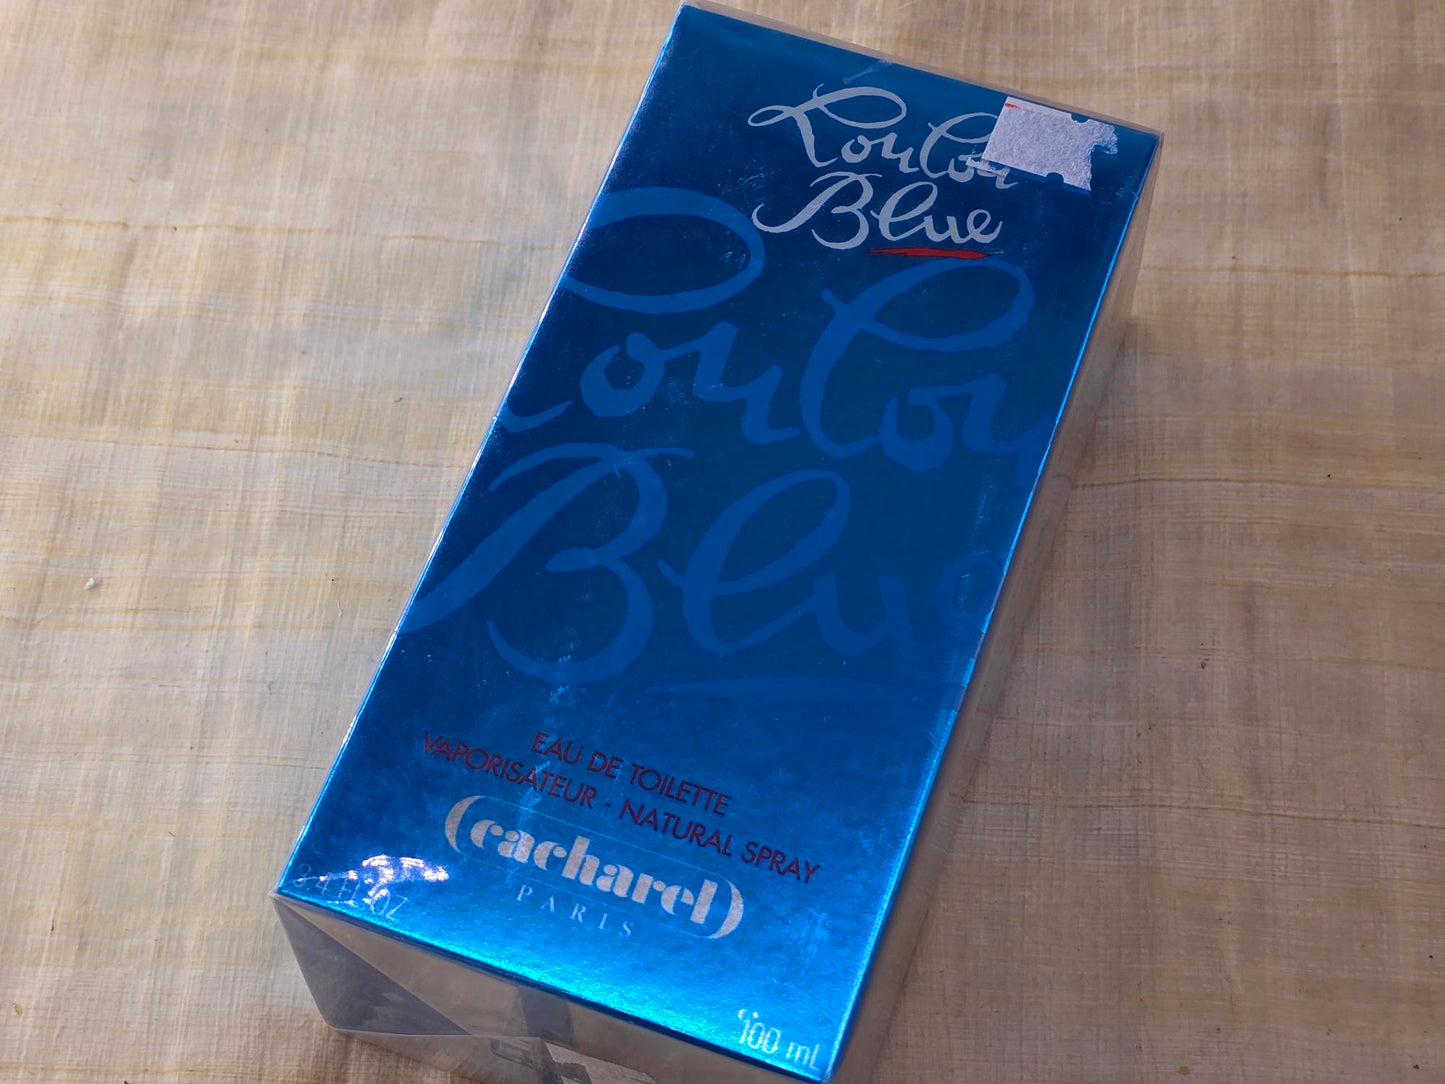 LouLou
Blue
LouLou
Blue
EAU DE TOILETTE
VAPORISATEUR - NATURAL SPRAY
(cacharel)
PARIS
3.4 FL. OZ
100 ml